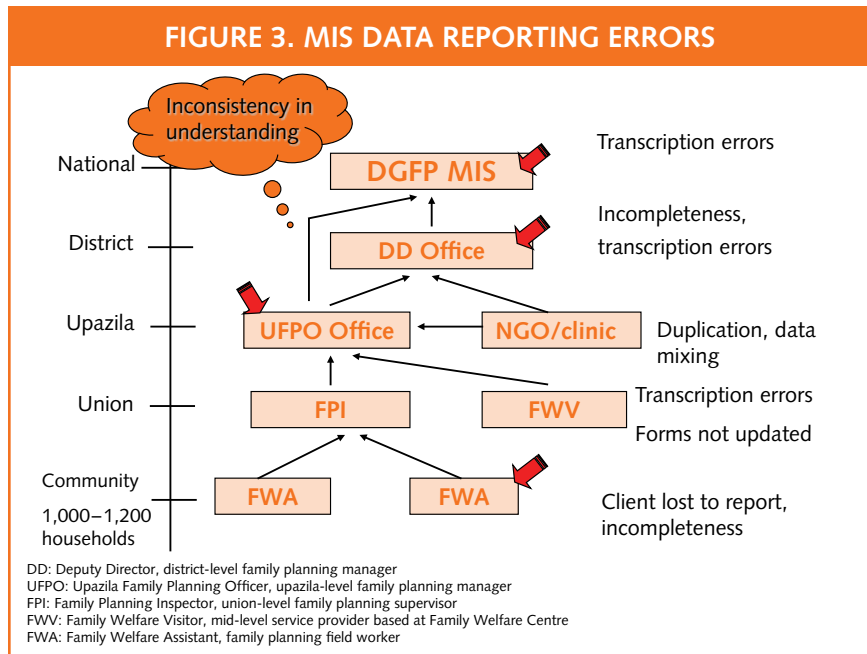 FIGURE 3. MIS DATA REPORTING ERRORS
Inconsistency in
understanding
National
DGFP MIS
Transcription errors
District
DD Office
Incompleteness,
transcription errors
Upazila
UFPO Office
NGO/clinic
Duplication, data
mixing
Union
FPI
FWV
Transcription errors
Forms not updated
Community
1,000–1,200
households
FWA
FWA
Client lost to report,
incompleteness
DD: Deputy Director, district-level family planning manager
UFPO: Upazila Family Planning Officer, upazila-level family planning manager
FPI: Family Planning Inspector, union-level family planning supervisor
FWV: Family Welfare Visitor, mid-level service provider based at Family Welfare Centre
FWA: Family Welfare Assistant, family planning field worker